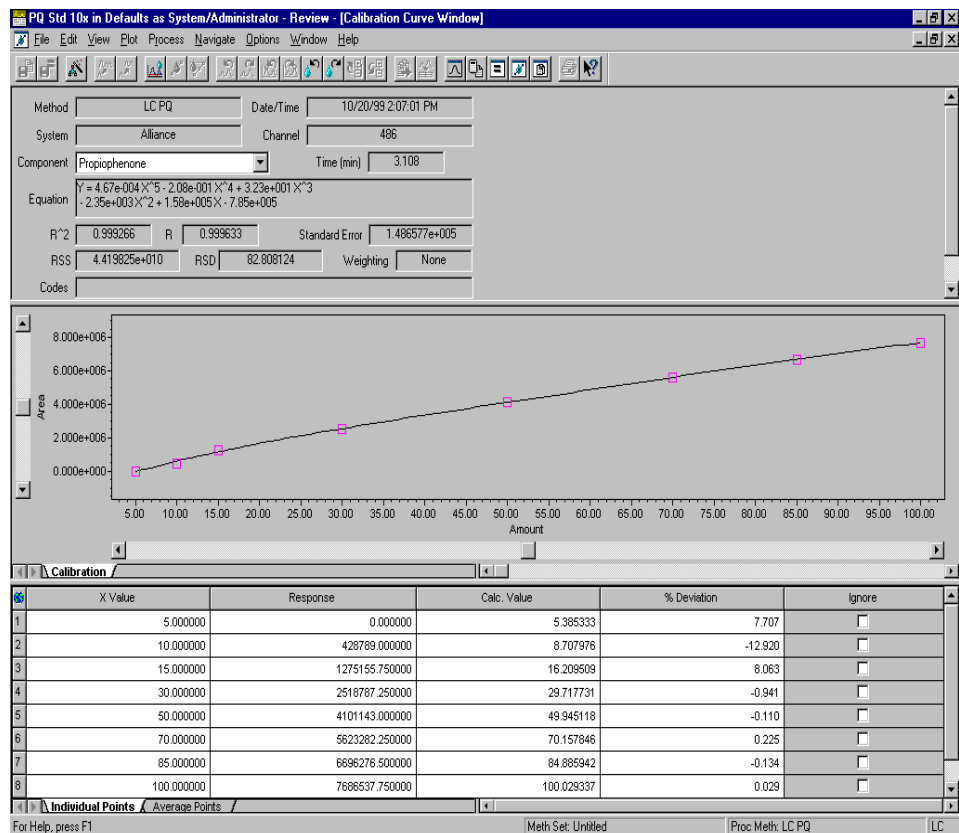 PQ Std 10x in Defaults as System/Administrator - Review - [Calibration Curve Window]
File Edit View Plot Process Navigate Options Window Help
Method LC PQ Date/Time 10/20/99 2:07:01 PM
System Alliance Channel 486
Component Propiophenone Time (min) 3.108
Equation Y = 4.67e-004 X^5 - 2.08e-001 X^4 + 3.23e+001 X^3
- 2.35e+003 X^2 + 1.58e+005 X - 7.85e+005
R^2 0.999266 R 0.999633 Standard Error 1.486577e+005
RSS 4.419825e+010 RSD 82.808124 Weighting None
Codes
8.000e+006
6.000e+006
4.000e+006
2.000e+006
0.000e+000
Area
5.00 10.00 15.00 20.00 25.00 30.00 35.00 40.00 45.00 50.00 55.00 60.00 65.00 70.00 75.00 80.00 85.00 90.00 95.00 100.00
Amount
Calibration
X Value Response Calc. Value % Deviation Ignore
1 5.000000 0.000000 5.385333 7.707
2 10.000000 428789.000000 8.707976 -12.920
3 15.000000 1275155.750000 16.209509 8.063
4 30.000000 2518787.250000 29.717731 -0.941
5 50.000000 4101143.000000 49.945118 -0.110
6 70.000000 5623282.250000 70.157846 0.225
7 85.000000 6696276.500000 84.885942 -0.134
8 100.000000 7686537.750000 100.029337 0.029
Individual Points Average Points
For Help, press F1 Meth Set: Untitled Proc Meth: LC PQ LC